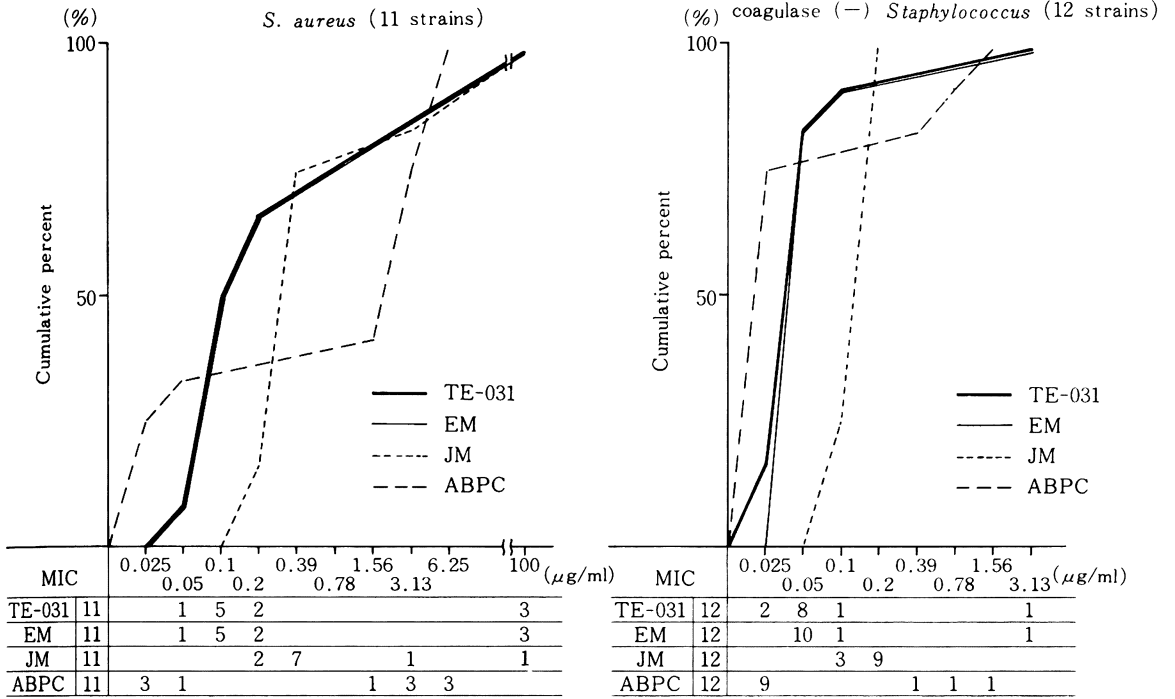 (%)
S. aureus (11 strains)
100
50
Cumulative percent
TE-031
EM
JM
ABPC
MIC
0.025 0.1 0.39 1.56 6.25 100 (μg/ml)
0.05 0.2 0.78 3.13
TE-031 11 1 5 2 3
EM 11 1 5 2 3
JM 11 2 7 1 1
ABPC 11 3 1 1 3 3
(%) coagulase (−) Staphylococcus (12 strains)
100
50
Cumulative percent
TE-031
EM
JM
ABPC
MIC
0.025 0.1 0.39 1.56 (μg/ml)
0.05 0.2 0.78 3.13
TE-031 12 2 8 1 1
EM 12 10 1 1
JM 12 3 9
ABPC 12 9 1 1 1